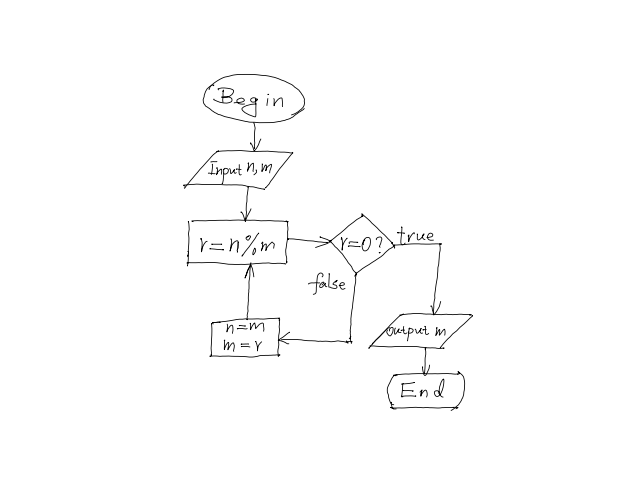 Begin
Input n, m
r=n%m
r=0?
true
false
n=m
m=r
output m
End